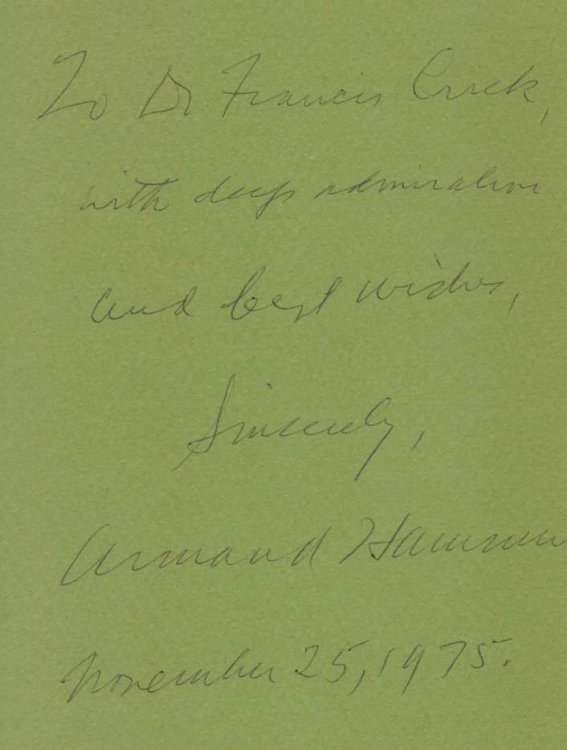 To Dr Francis Crick,
with deep admiration
and best wishes,
Sincerely,
Armand Hammer
November 25, 1975.